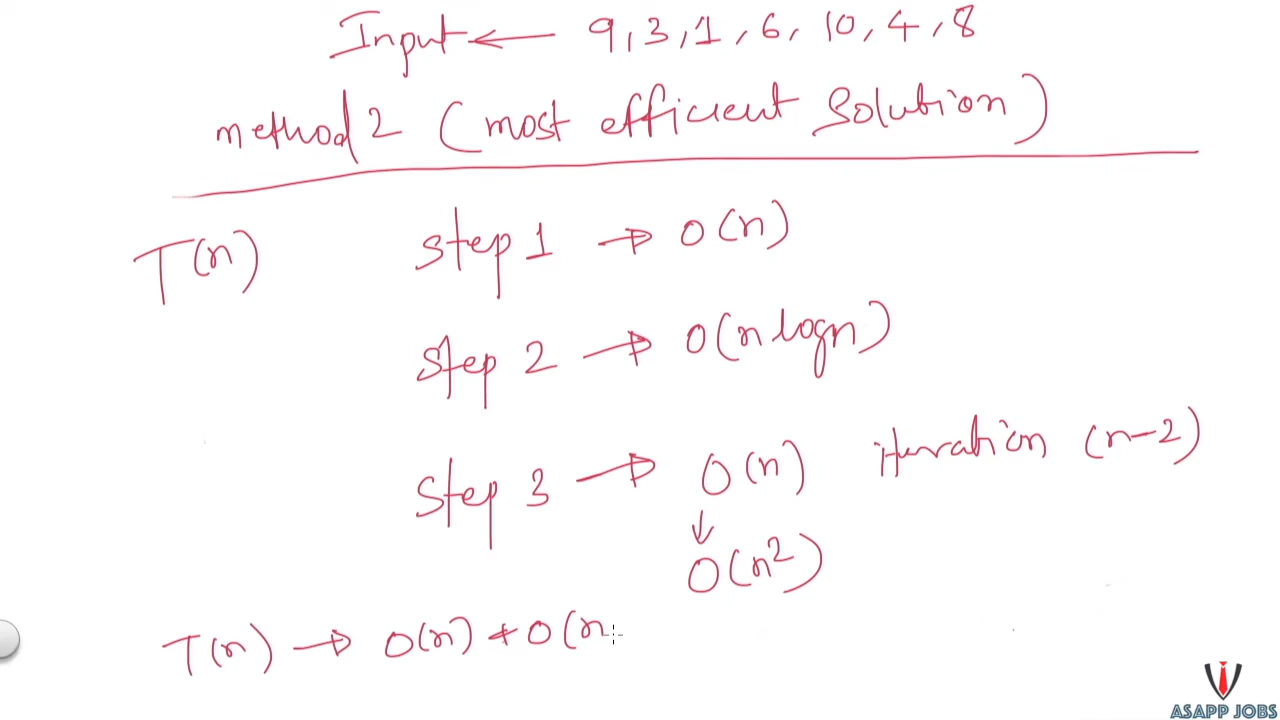 Input ← 9, 3, 1, 6, 10, 4, 8
method 2 (most efficient solution)
T(n) step 1 → O(n)
step 2 → O(n logn)
step 3 → O(n) iteration (n-2)
↓
O(n²)
T(n) → O(n) + O(n
ASAPP JOBS